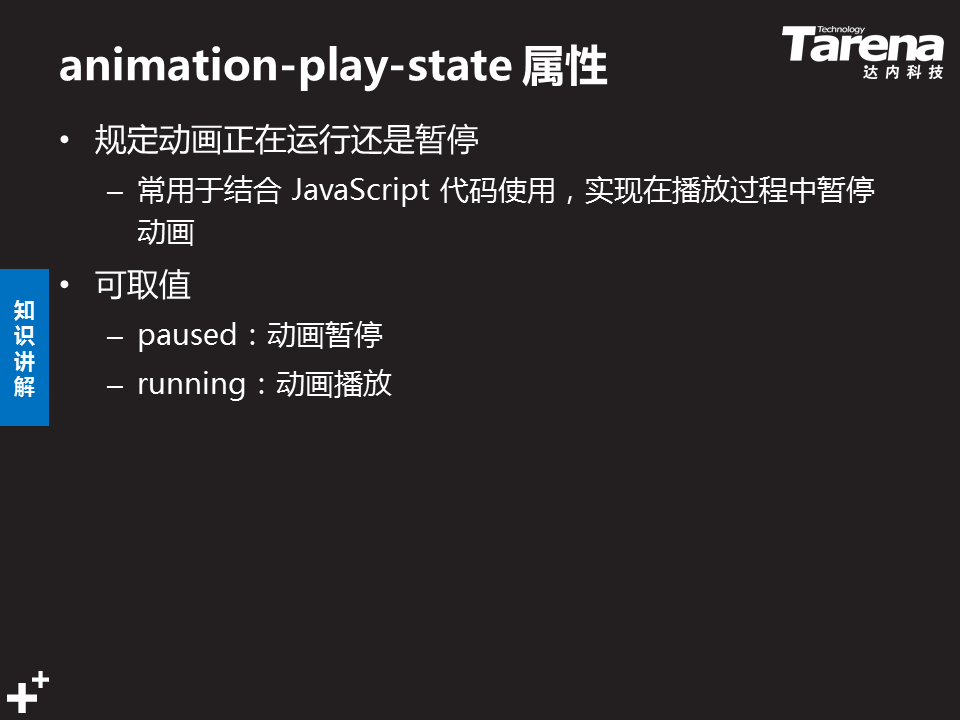 animation-play-state 属性
Technology
Tarena
达内科技
• 规定动画正在运行还是暂停
– 常用于结合 JavaScript 代码使用，实现在播放过程中暂停
动画
• 可取值
– paused：动画暂停
– running：动画播放
知
识
讲
解